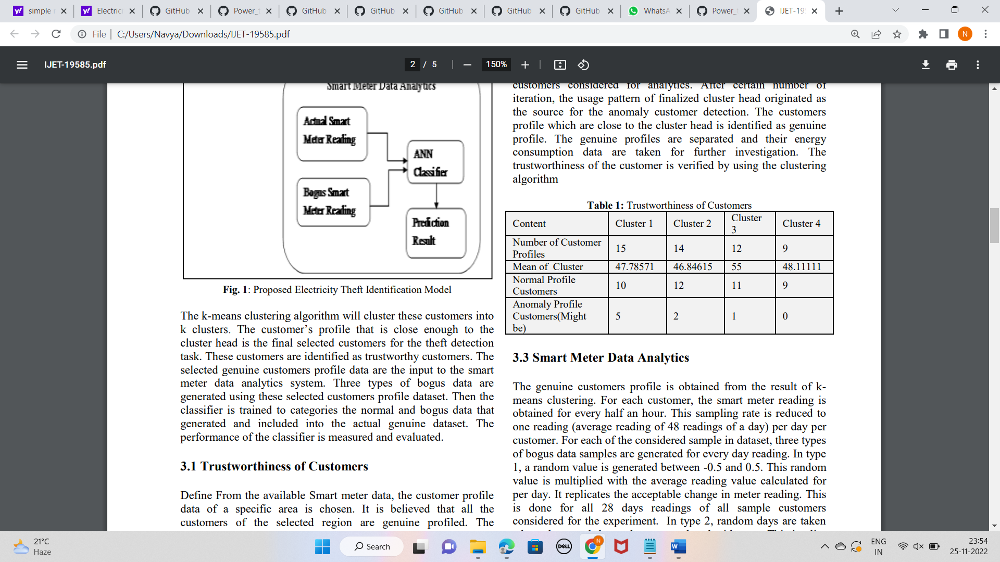 simple
Electrici
GitHub
Power_t
GitHub
GitHub
GitHub
GitHub
GitHub
WhatsA
Power_t
IJET-195
File
C:/Users/Navya/Downloads/IJET-19585.pdf
N
IJET-19585.pdf
2 / 5
150%
Smart Meter Data Analytics
Actual Smart
Meter Reading
Bogus Smart
Meter Reading
ANN
Classifier
Prediction
Result
Fig. 1: Proposed Electricity Theft Identification Model
The k-means clustering algorithm will cluster these customers into
k clusters. The customer’s profile that is close enough to the
cluster head is the final selected customers for the theft detection
task. These customers are identified as trustworthy customers. The
selected genuine customers profile data are the input to the smart
meter data analytics system. Three types of bogus data are
generated using these selected customers profile dataset. Then the
classifier is trained to categories the normal and bogus data that
generated and included into the actual genuine dataset. The
performance of the classifier is measured and evaluated.
3.1 Trustworthiness of Customers
Define From the available Smart meter data, the customer profile
data of a specific area is chosen. It is believed that all the
customers of the selected region are genuine profiled. The
customers considered for analytics. After certain number of
iteration, the usage pattern of finalized cluster head originated as
the source for the anomaly customer detection. The customers
profile which are close to the cluster head is identified as genuine
profile. The genuine profiles are separated and their energy
consumption data are taken for further investigation. The
trustworthiness of the customer is verified by using the clustering
algorithm
Table 1: Trustworthiness of Customers
Content Cluster 1 Cluster 2 Cluster 3 Cluster 4
Number of Customer Profiles 15 14 12 9
Mean of Cluster 47.78571 46.84615 55 48.11111
Normal Profile Customers 10 12 11 9
Anomaly Profile Customers(Might be) 5 2 1 0
3.3 Smart Meter Data Analytics
The genuine customers profile is obtained from the result of k-
means clustering. For each customer, the smart meter reading is
obtained for every half an hour. This sampling rate is reduced to
one reading (average reading of 48 readings of a day) per day per
customer. For each of the considered sample in dataset, three types
of bogus data samples are generated for every day reading. In type
1, a random value is generated between -0.5 and 0.5. This random
value is multiplied with the average reading value calculated for
per day. It replicates the acceptable change in meter reading. This
is done for all 28 days readings of all sample customers
considered for the experiment. In type 2, random days are taken
21°C
Haze
Search
DELL
ENG
IN
23:54
25-11-2022